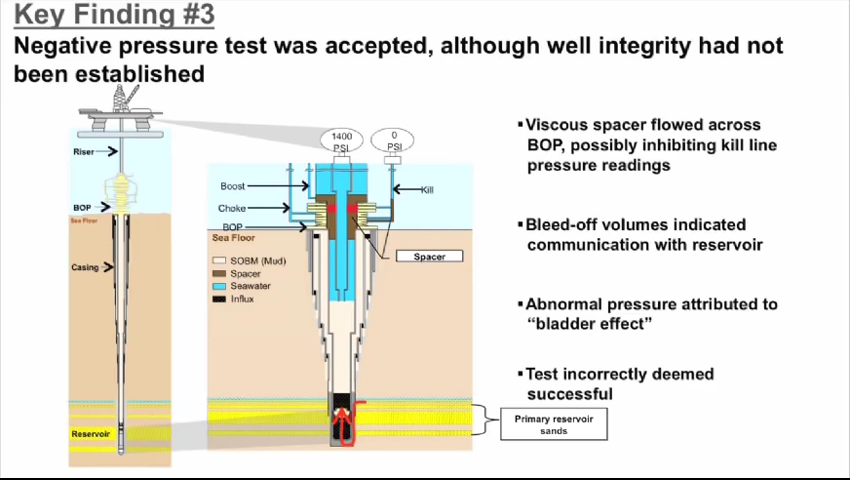 Key Finding #3
Negative pressure test was accepted, although well integrity had not
been established
Riser
BOP
Sea Floor
Casing
Reservoir
1400
PSI
0
PSI
Boost
Choke
BOP
Kill
Sea Floor
SOBM (Mud)
Spacer
Seawater
Influx
Spacer
Primary reservoir
sands
▪Viscous spacer flowed across
BOP, possibly inhibiting kill line
pressure readings
▪Bleed-off volumes indicated
communication with reservoir
▪Abnormal pressure attributed to
“bladder effect”
▪Test incorrectly deemed
successful